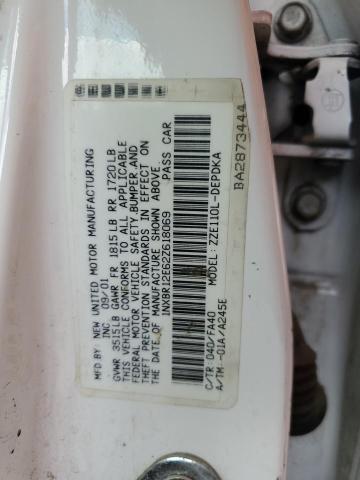 MFD. BY: NEW UNITED MOTOR MANUFACTURING
INC. 09/01
GVWR 3515LB GAWR FR 1815LB RR 1720LB
THIS VEHICLE CONFORMS TO ALL APPLICABLE
FEDERAL MOTOR VEHICLE SAFETY,BUMPER,AND
THEFT PREVENTION STANDARDS IN EFFECT ON
THE DATE OF MANUFACTURE SHOWN ABOVE.
1NXBR12E62Z618069 PASS CAR
C/TR:040/FA40 ZZE110L-DEPDKA
A/TM:-01A/A245E
BA2873444